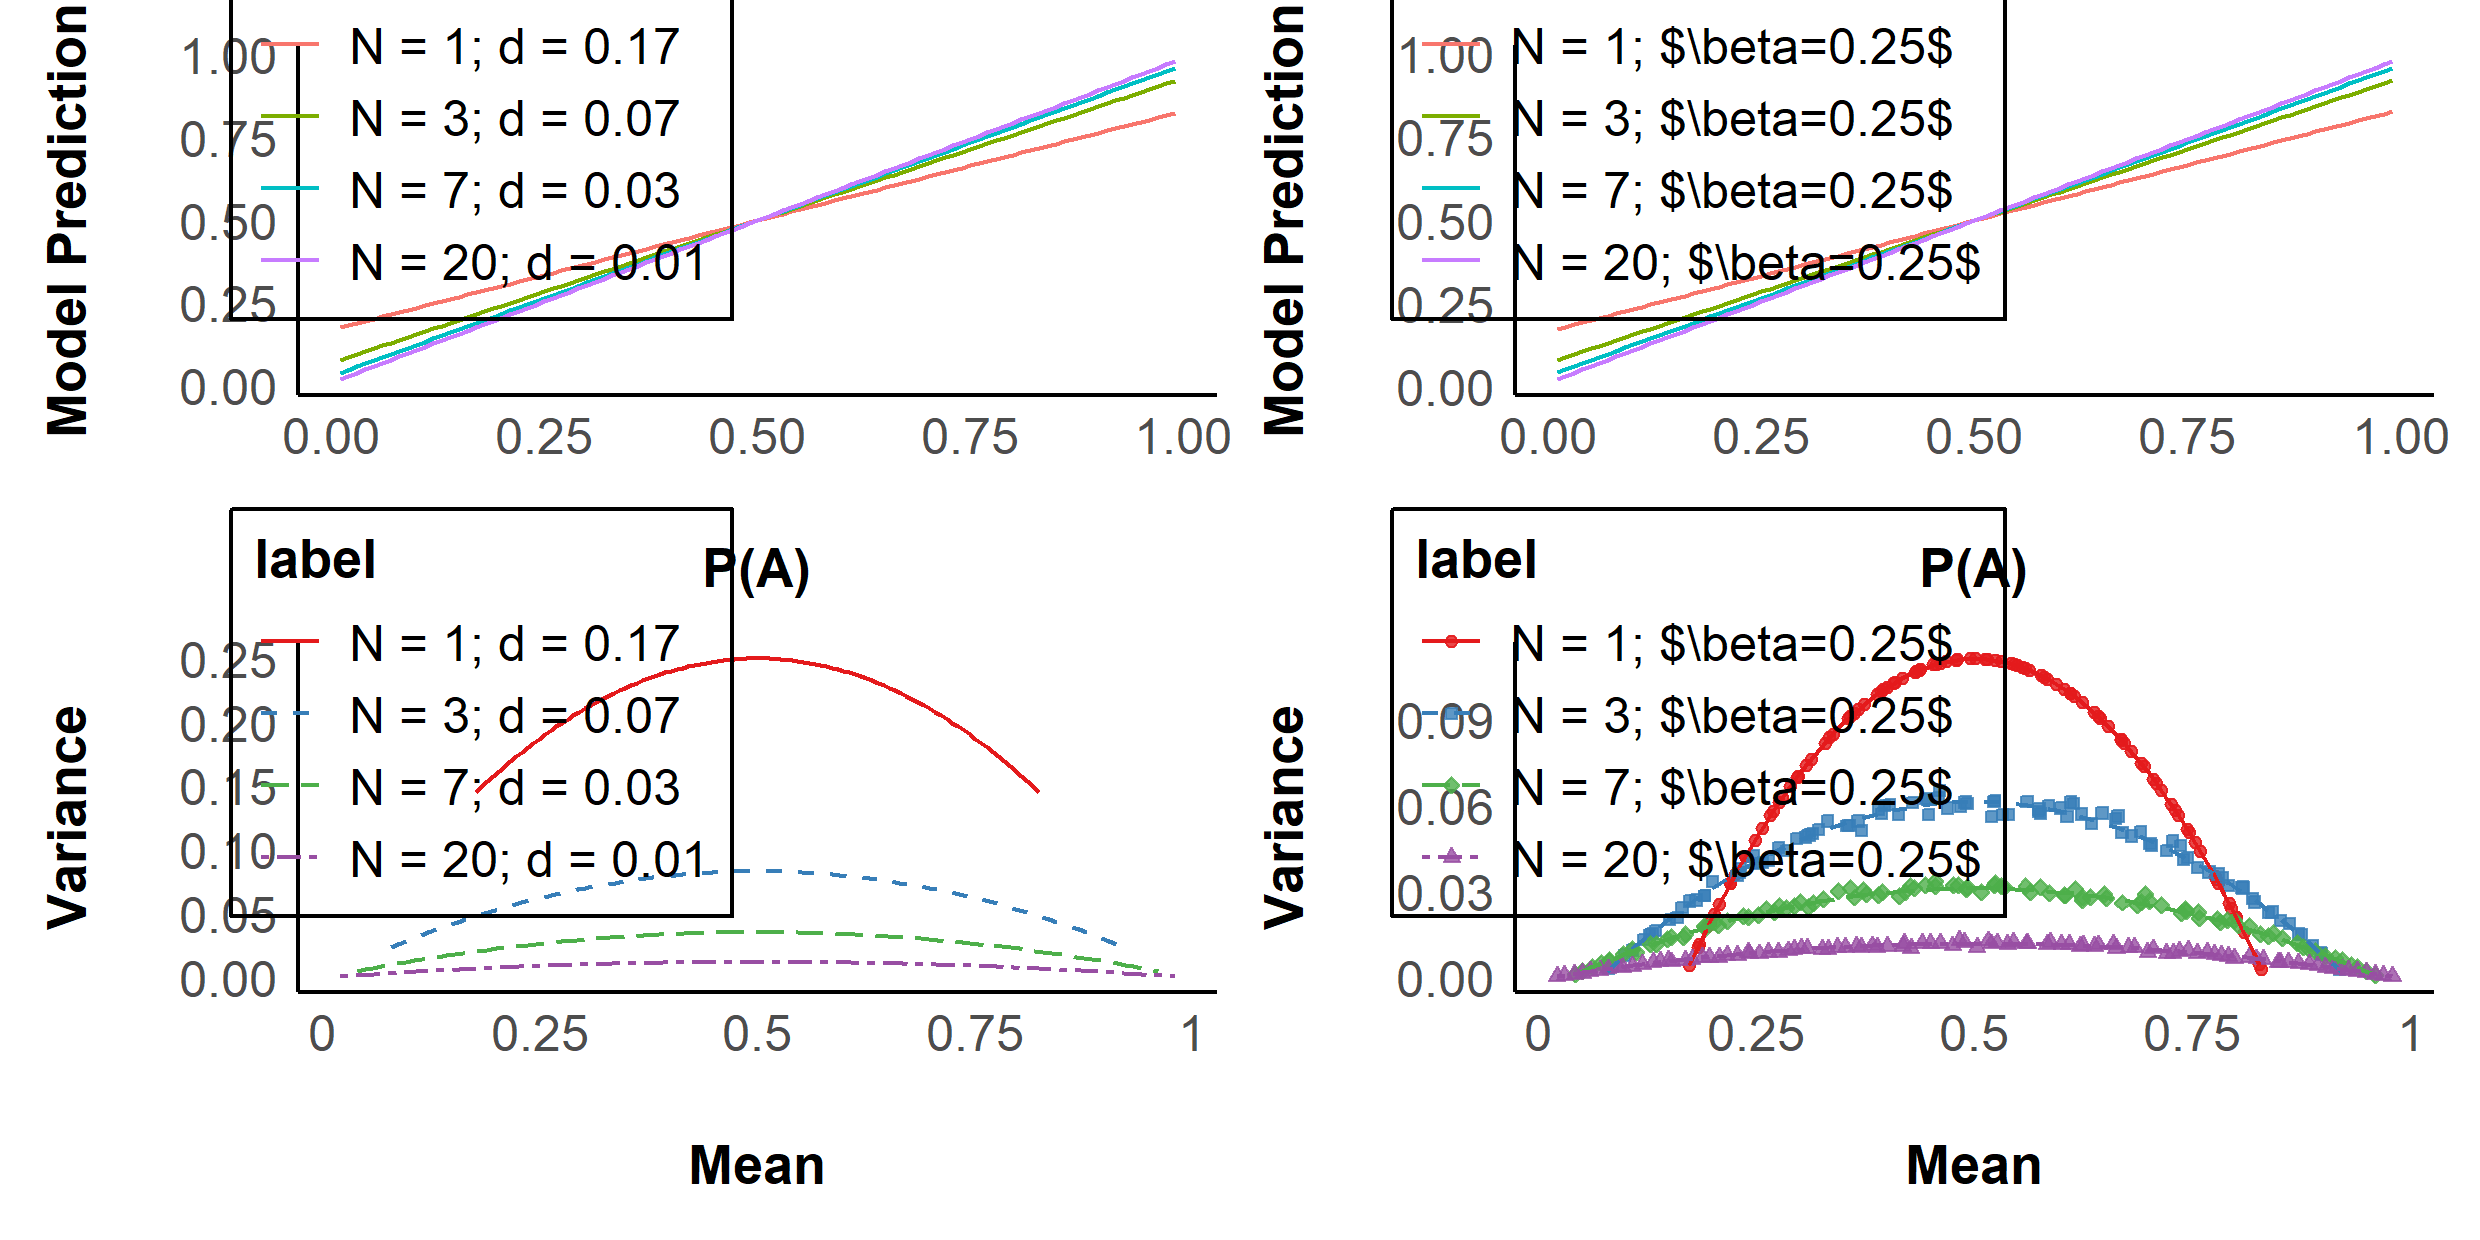 Model Prediction
1.00
0.75
0.50
0.25
0.00
N = 1; d = 0.17
N = 3; d = 0.07
N = 7; d = 0.03
N = 20; d = 0.01
0.00 0.25 0.50 0.75 1.00
P(A)
Model Prediction
1.00
0.75
0.50
0.25
0.00
N = 1; $\beta=0.25$
N = 3; $\beta=0.25$
N = 7; $\beta=0.25$
N = 20; $\beta=0.25$
0.00 0.25 0.50 0.75 1.00
P(A)
Variance
0.25
0.20
0.15
0.10
0.05
0.00
label
N = 1; d = 0.17
N = 3; d = 0.07
N = 7; d = 0.03
N = 20; d = 0.01
0 0.25 0.5 0.75 1
Mean
Variance
0.09
0.06
0.03
0.00
label
N = 1; $\beta=0.25$
N = 3; $\beta=0.25$
N = 7; $\beta=0.25$
N = 20; $\beta=0.25$
0 0.25 0.5 0.75 1
Mean